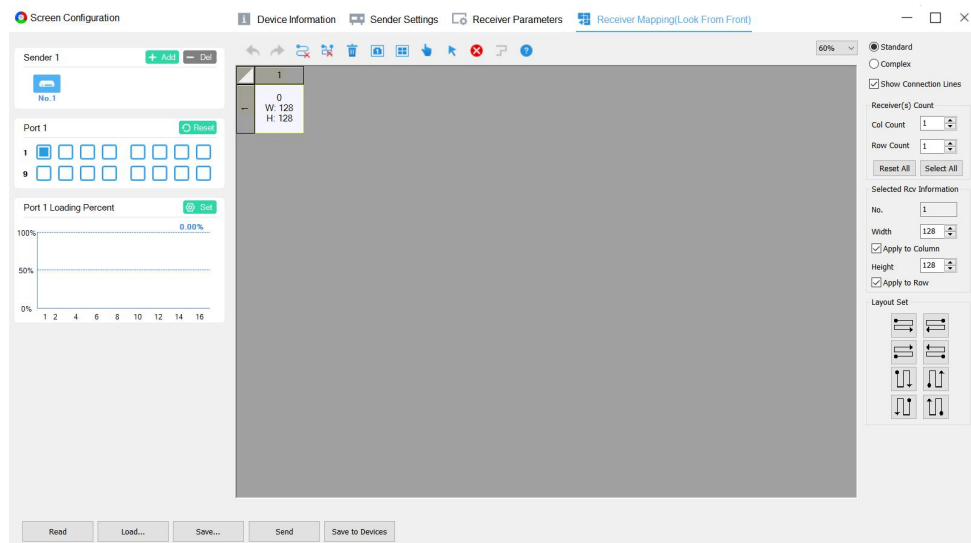 Screen Configuration
Device Information
Sender Settings
Receiver Parameters
Receiver Mapping(Look From Front)
Sender 1
+ Add
− Del
No.1
Port 1
Reset
1
9
Port 1 Loading Percent
Set
0.00%
100%
50%
0%
1 2 4 6 8 10 12 14 16
60%
1
0
W: 128
H: 128
Standard
Complex
Show Connection Lines
Receiver(s) Count
Col Count 1
Row Count 1
Reset All Select All
Selected Rcv Information
No. 1
Width 128
Apply to Column
Height 128
Apply to Row
Layout Set
Read
Load...
Save...
Send
Save to Devices